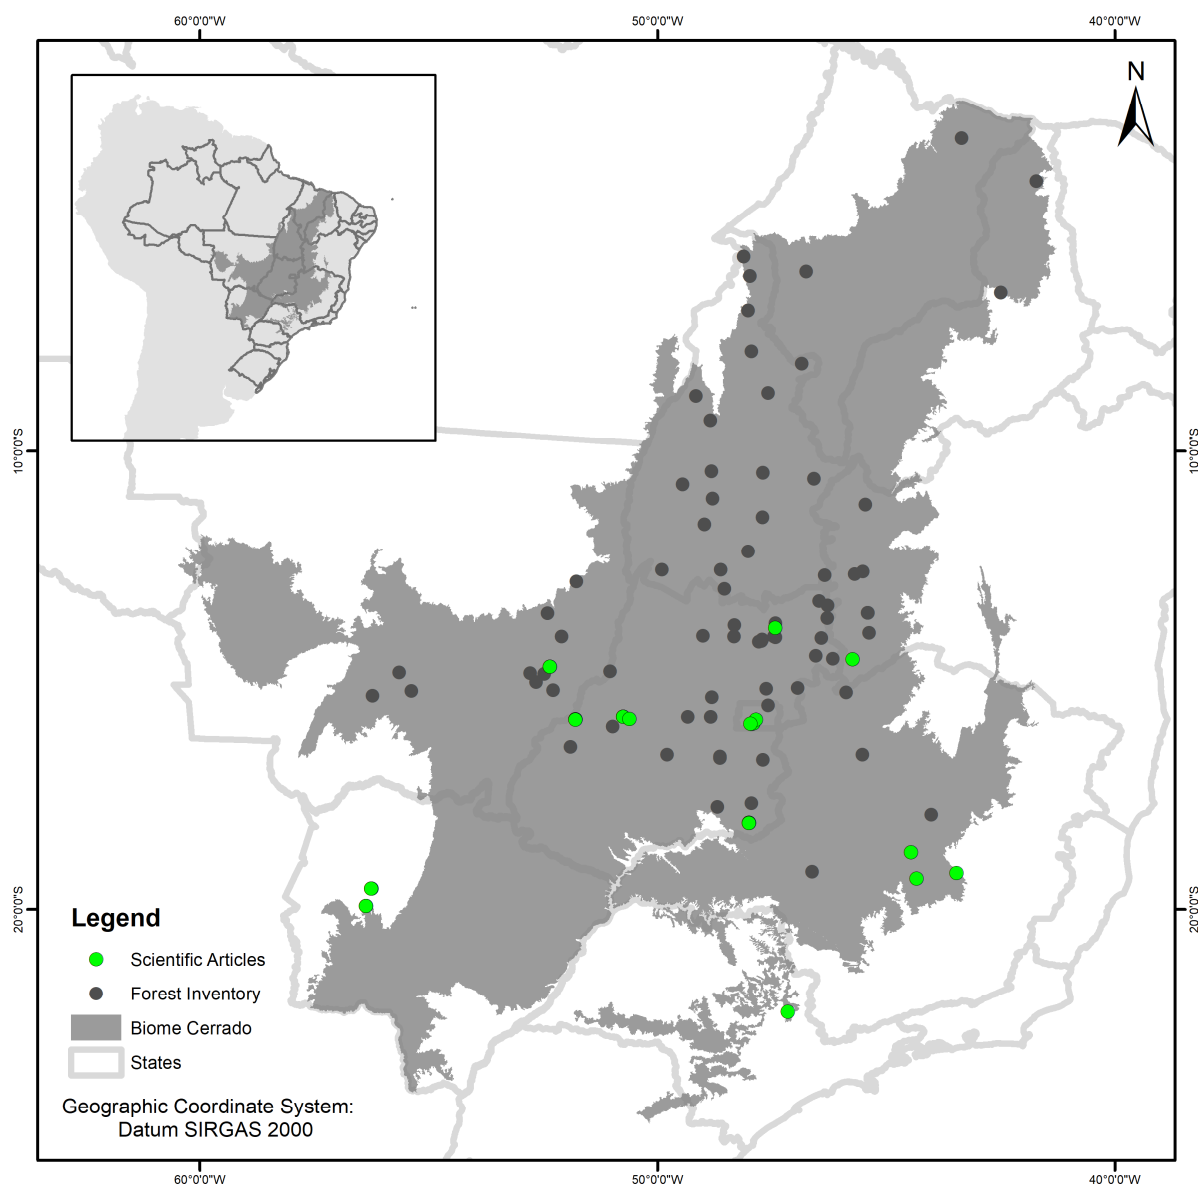 60°0'0"W 50°0'0"W 40°0'0"W
N
10°0'0"S 10°0'0"S
20°0'0"S 20°0'0"S
Legend
Scientific Articles
Forest Inventory
Biome Cerrado
States
Geographic Coordinate System:
Datum SIRGAS 2000
60°0'0"W 50°0'0"W 40°0'0"W